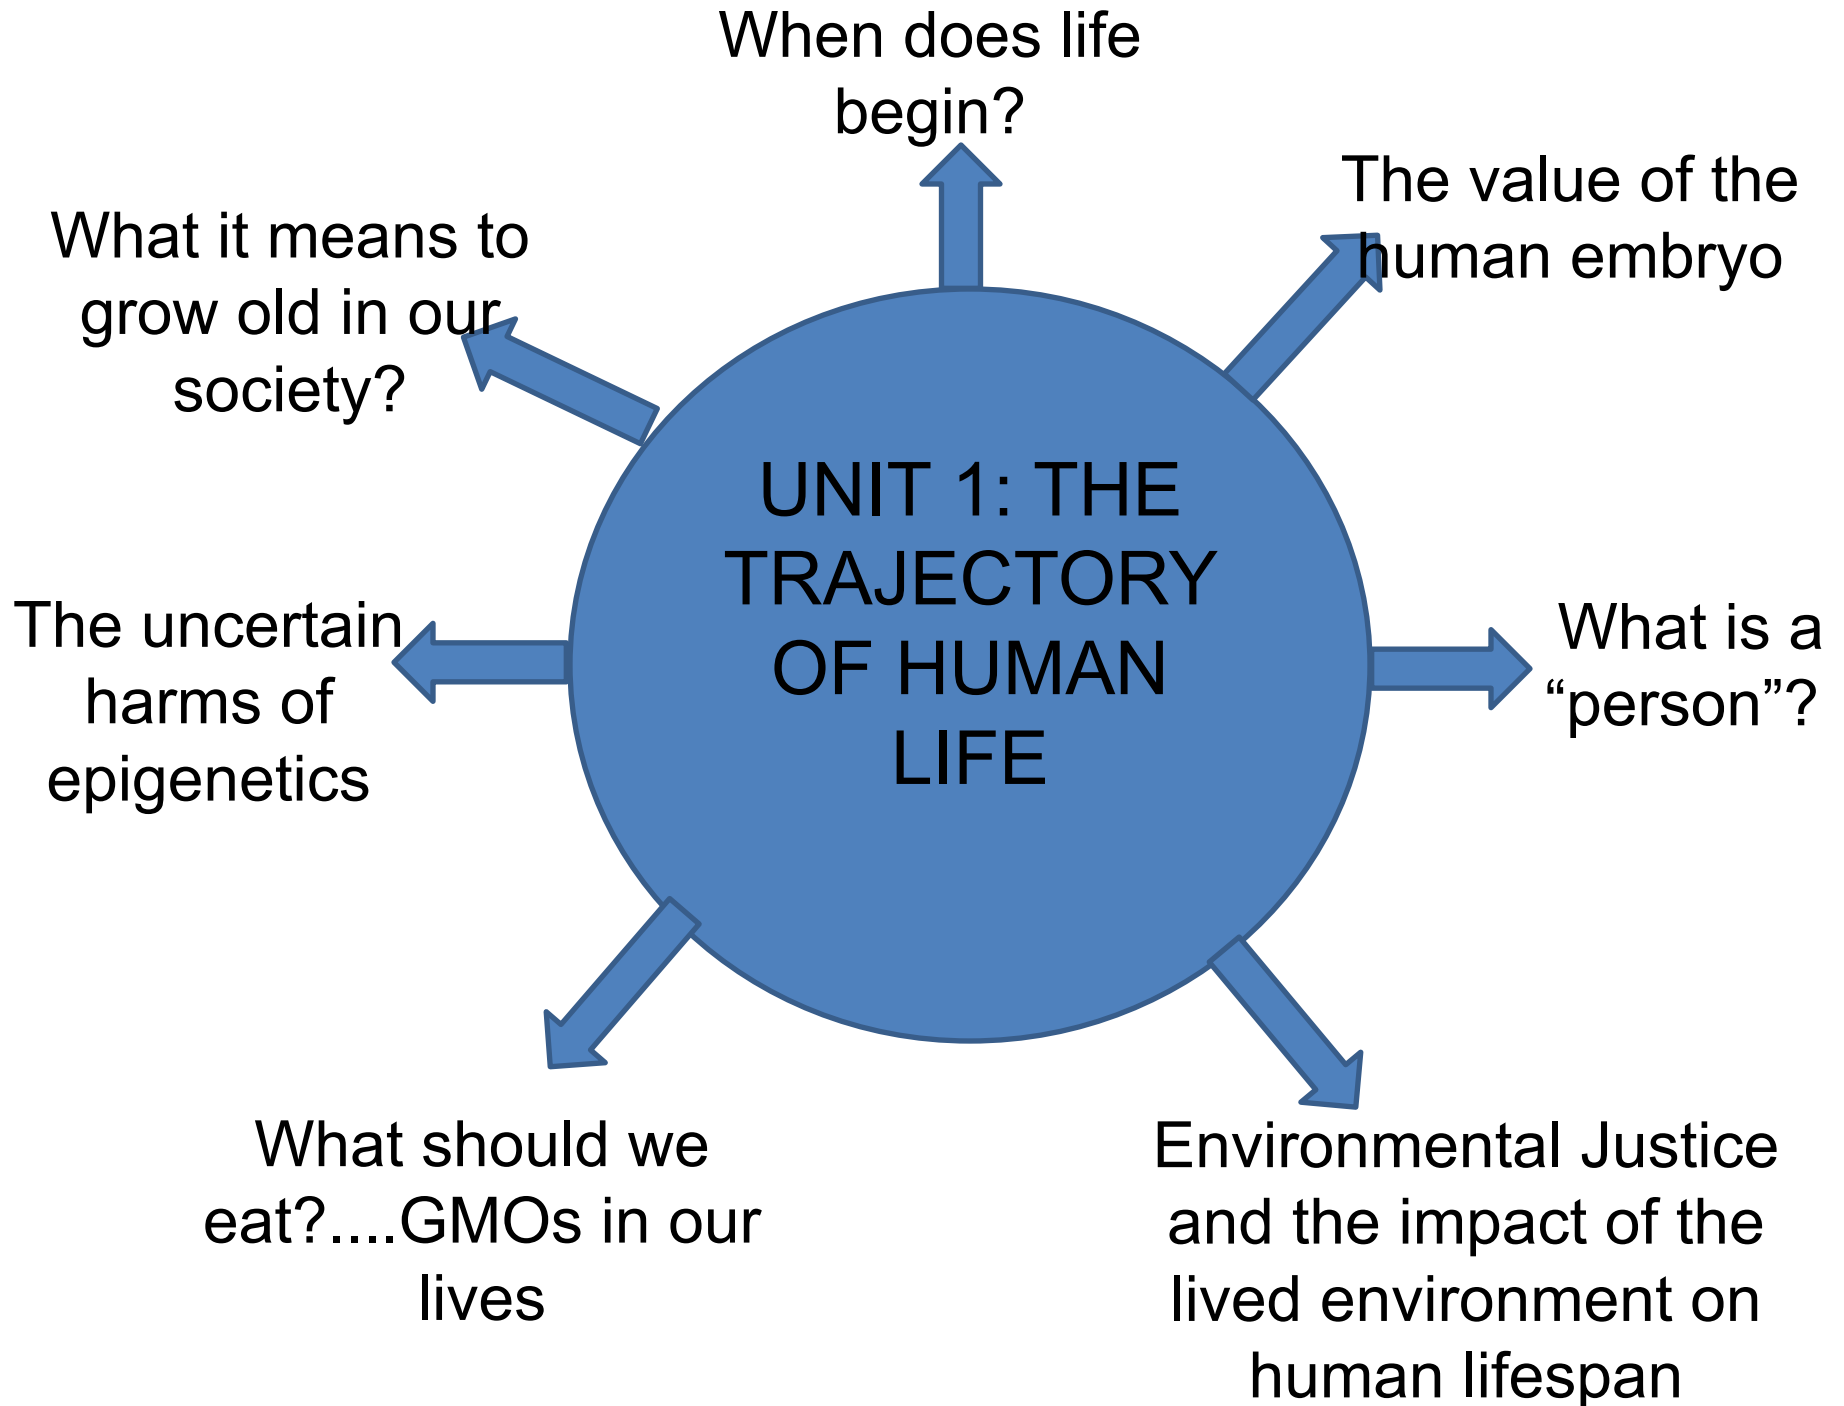 When does life
begin?
The value of the
human embryo
What it means to
grow old in our
society?
UNIT 1: THE
TRAJECTORY
OF HUMAN
LIFE
The uncertain
harms of
epigenetics
What is a
“person”?
What should we
eat?....GMOs in our
lives
Environmental Justice
and the impact of the
lived environment on
human lifespan